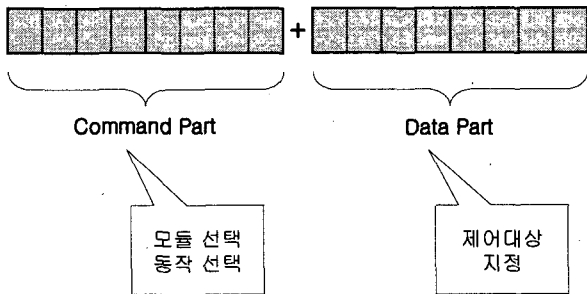 +
Command Part
Data Part
모듈 선택
동작 선택
제어대상
지정